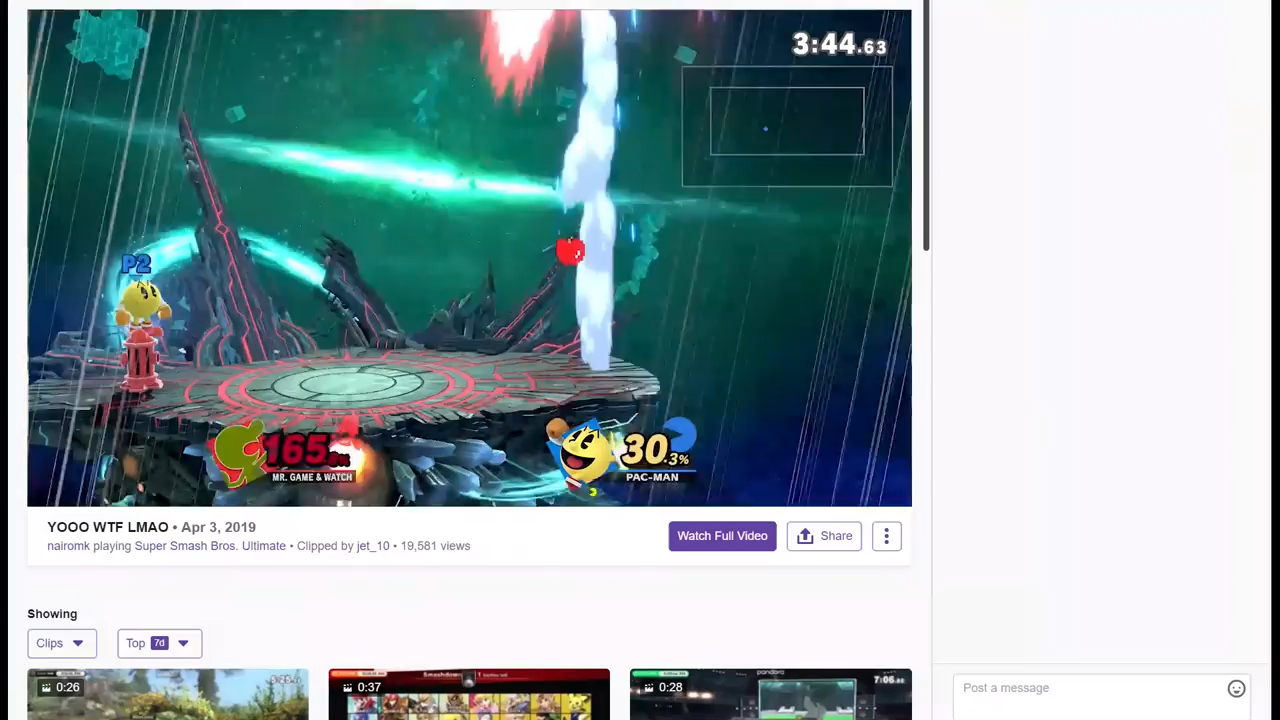 3:44.63
P2
165
MR. GAME & WATCH
30.3%
PAC-MAN
YOOO WTF LMAO • Apr 3, 2019
nairomk playing Super Smash Bros. Ultimate • Clipped by jet_10 • 19,581 views
Watch Full Video
Share
Showing
Clips
Top 7d
0:26
0:37
0:28
Smashdown
pandora
Post a message